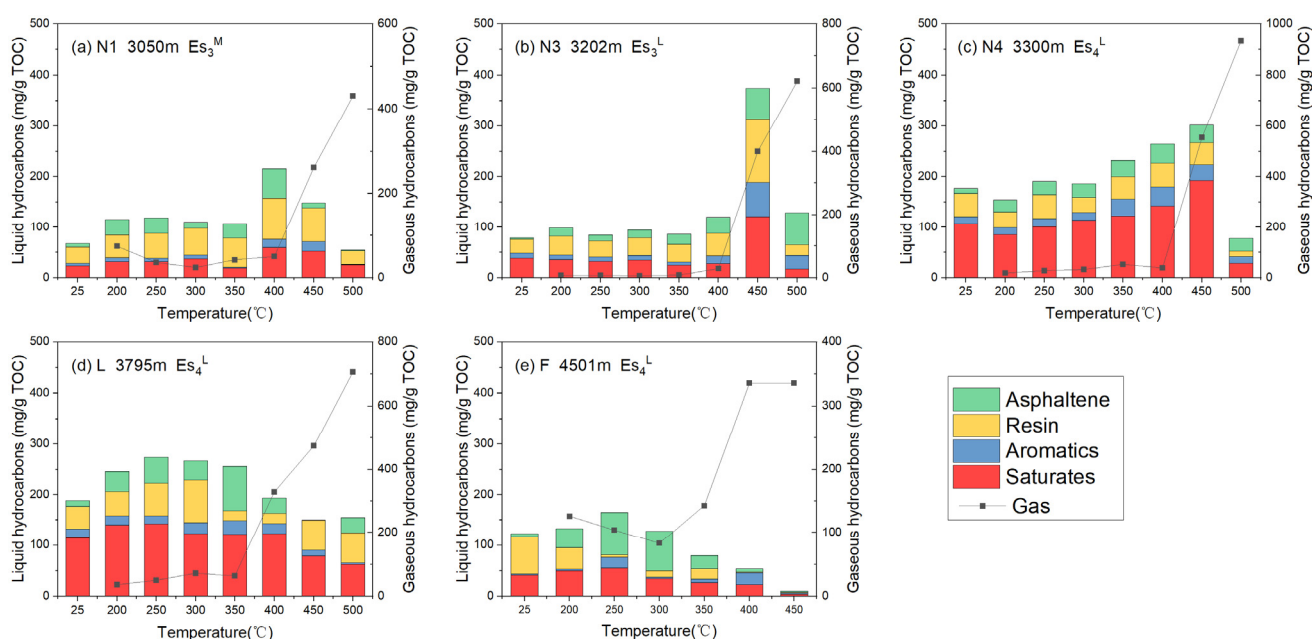 (a) N1 3050m Es₃ᴹ
Liquid hydrocarbons (mg/g TOC)
500
400
300
200
100
0
Gaseous hydrocarbons (mg/g TOC)
600
400
200
0
25 200 250 300 350 400 450 500
Temperature(℃)
(b) N3 3202m Es₃ᴸ
Liquid hydrocarbons (mg/g TOC)
500
400
300
200
100
0
Gaseous hydrocarbons (mg/g TOC)
800
600
400
200
0
25 200 250 300 350 400 450 500
Temperature(℃)
(c) N4 3300m Es₄ᴸ
Liquid hydrocarbons (mg/g TOC)
500
400
300
200
100
0
Gaseous hydrocarbons (mg/g TOC)
1000
800
600
400
200
0
25 200 250 300 350 400 450 500
Temperature(℃)
(d) L 3795m Es₄ᴸ
Liquid hydrocarbons (mg/g TOC)
500
400
300
200
100
0
Gaseous hydrocarbons (mg/g TOC)
800
600
400
200
0
25 200 250 300 350 400 450 500
Temperature(℃)
(e) F 4501m Es₄ᴸ
Liquid hydrocarbons (mg/g TOC)
500
400
300
200
100
0
Gaseous hydrocarbons (mg/g TOC)
400
300
200
100
0
25 200 250 300 350 400 450
Temperature(℃)
Asphaltene
Resin
Aromatics
Saturates
Gas